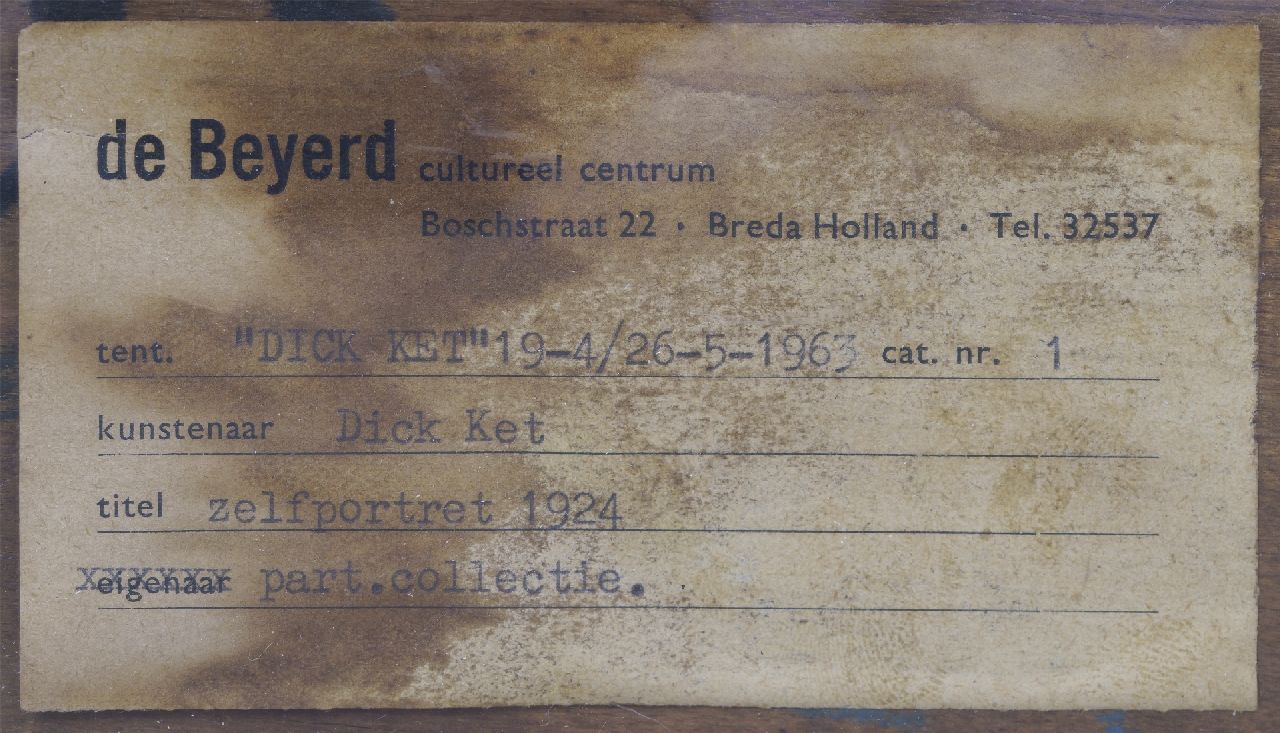 de Beyerd cultureel centrum
Boschstraat 22 · Breda Holland · Tel. 32537
tent. "DICK KET"19-4/26-5-1963 cat. nr. 1
kunstenaar Dick Ket
titel zelfportret 1924
eigenaar part.collectie.